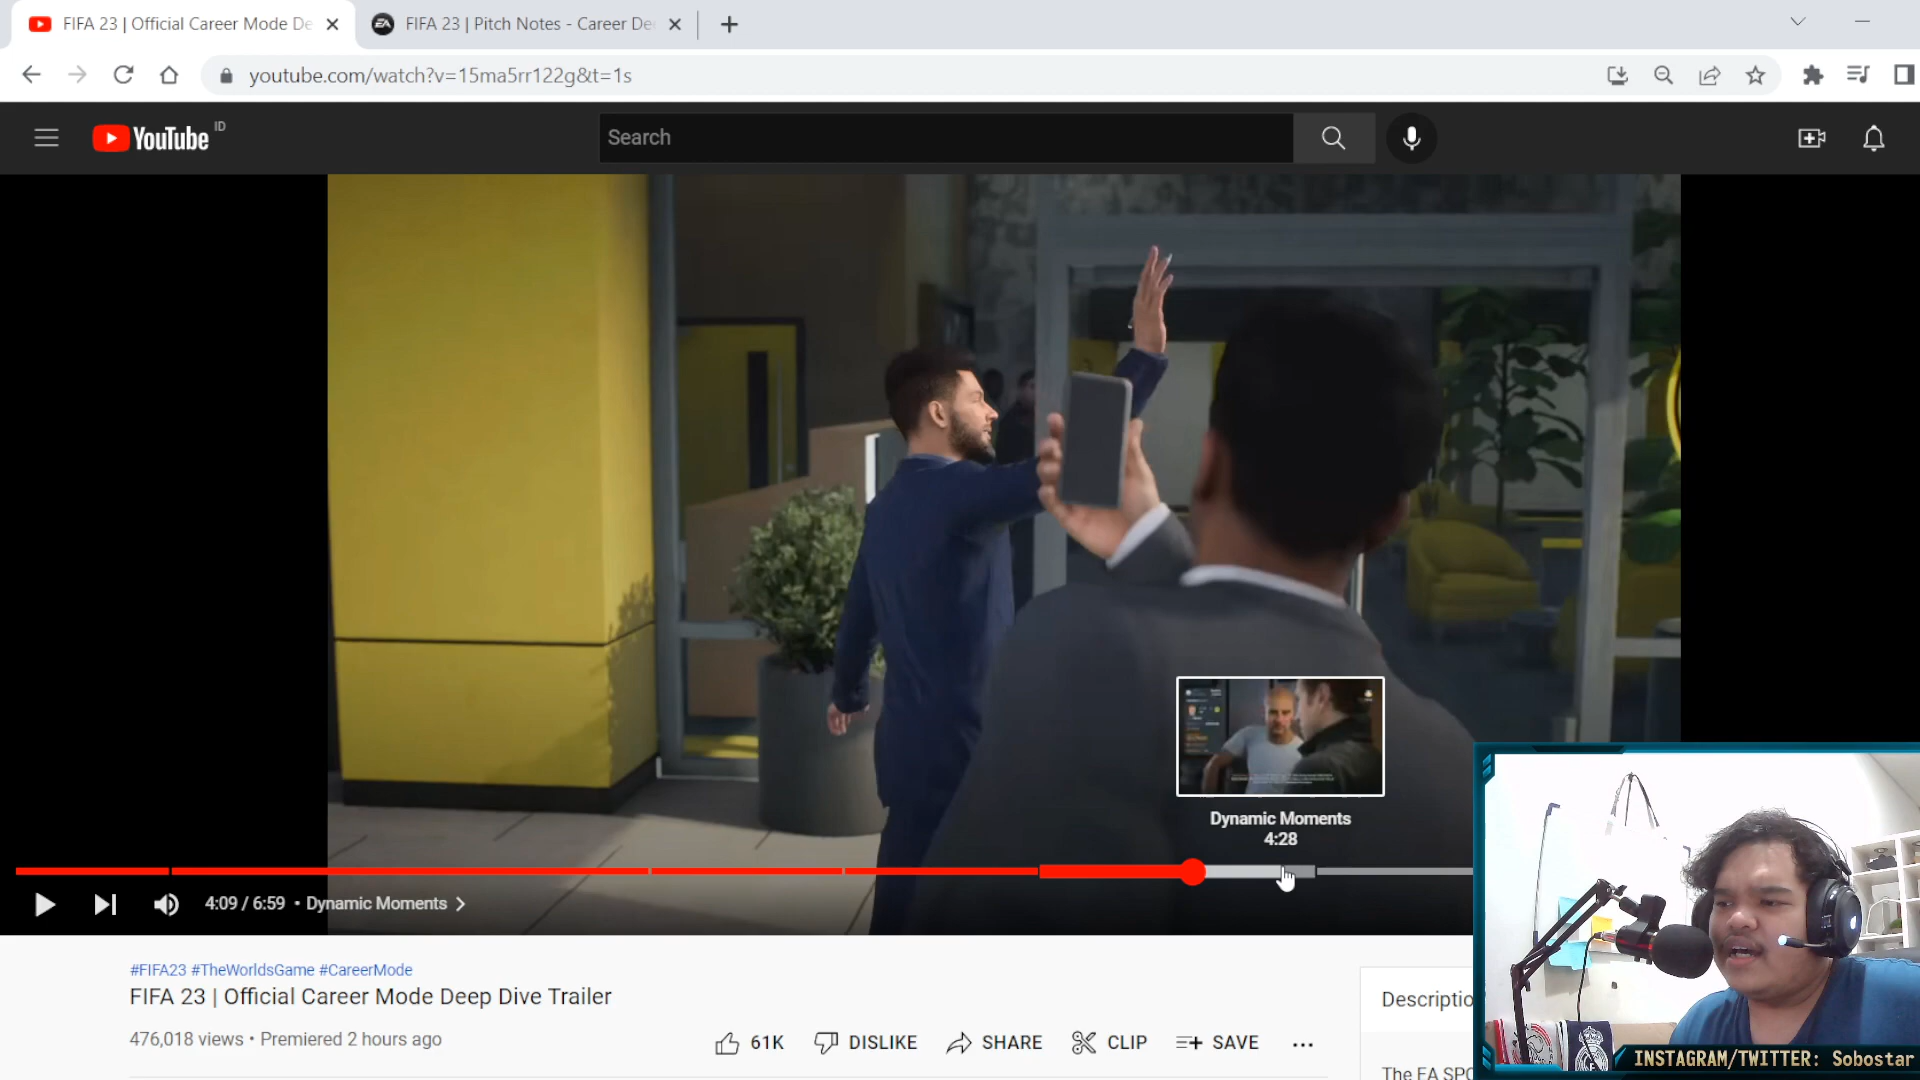 FIFA 23 | Official Career Mode De
FIFA 23 | Pitch Notes - Career De
youtube.com/watch?v=15ma5rr122g&t=1s
YouTube ID
Search
Dynamic Moments
4:28
4:09 / 6:59 • Dynamic Moments
#FIFA23 #TheWorldsGame #CareerMode
FIFA 23 | Official Career Mode Deep Dive Trailer
476,018 views • Premiered 2 hours ago
61K DISLIKE SHARE CLIP SAVE
Descriptio
The EA SPO
INSTAGRAM/TWITTER: Sobostar